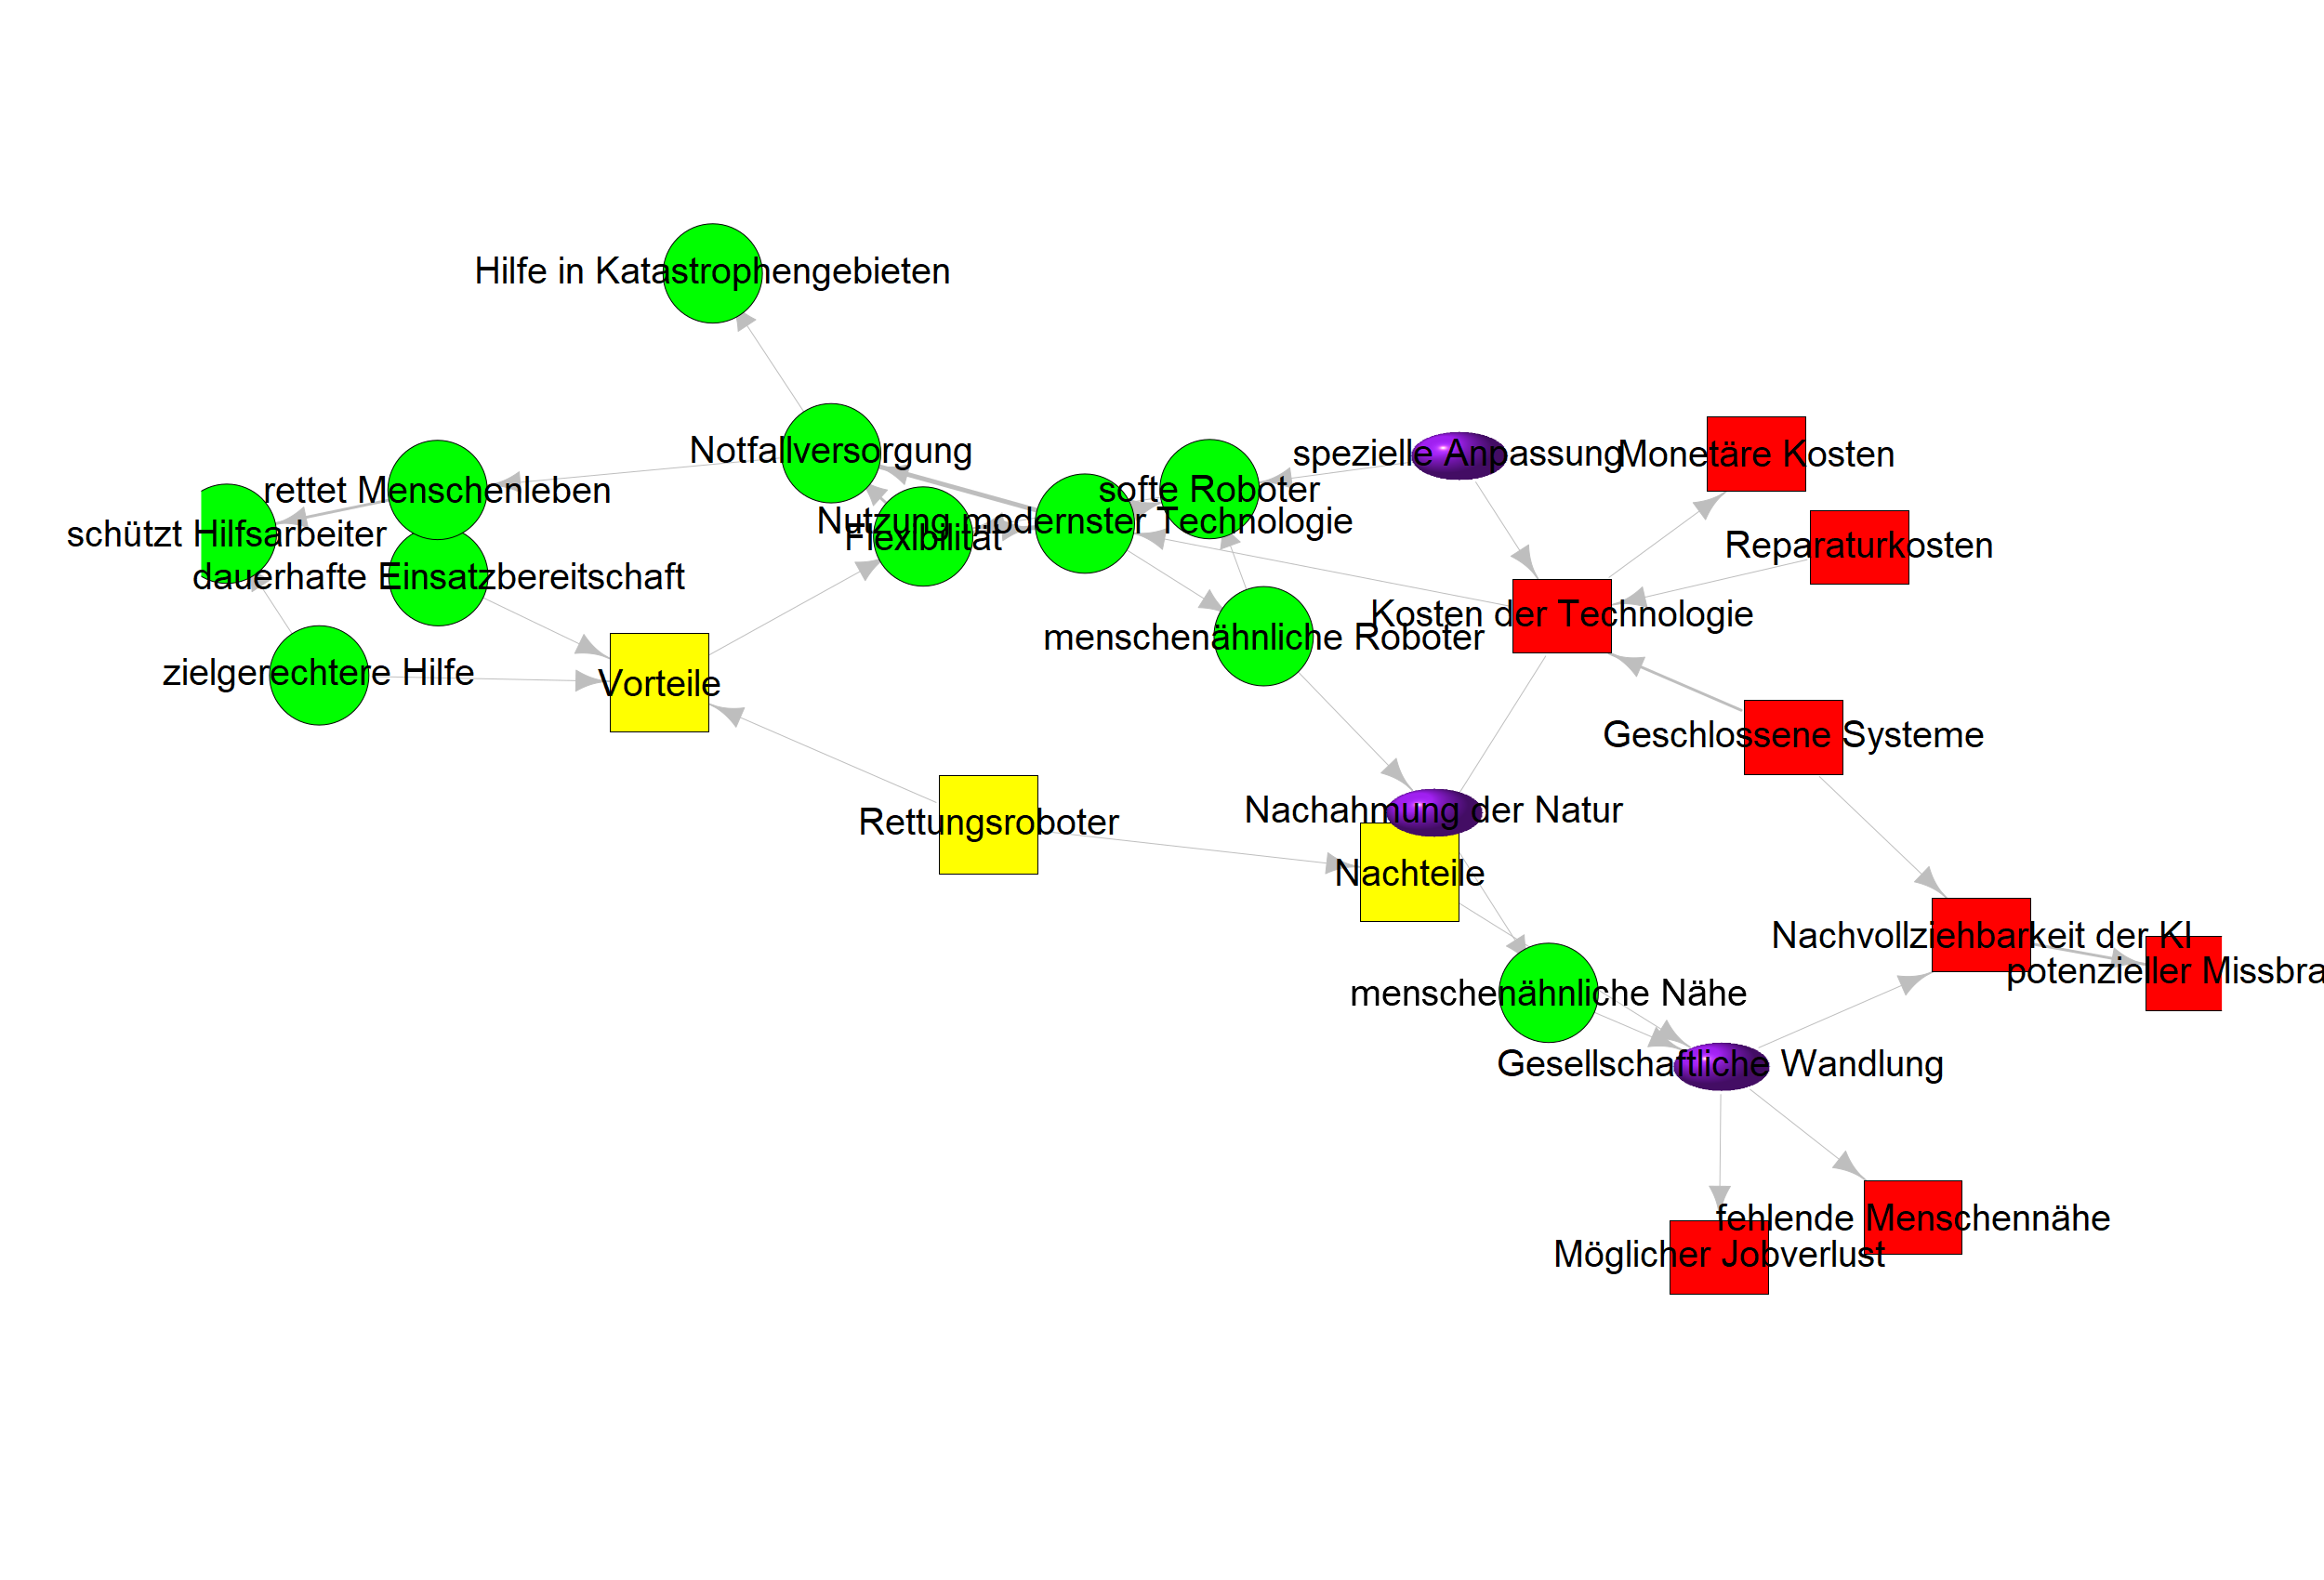 Hilfe in Katastrophengebieten
Notfallversorgung
spezielle Anpassung
Monetäre Kosten
rettet Menschenleben
softe Roboter
schützt Hilfsarbeiter
Nutzung modernster Technologie
Flexibilität
Reparaturkosten
dauerhafte Einsatzbereitschaft
Kosten der Technologie
menschenähnliche Roboter
zielgerechtere Hilfe
Vorteile
Geschlossene Systeme
Rettungsroboter
Nachahmung der Natur
Nachteile
Nachvollziehbarkeit der KI
potenzieller Missbra
menschenähnliche Nähe
Gesellschaftliche Wandlung
fehlende Menschennähe
Möglicher Jobverlust